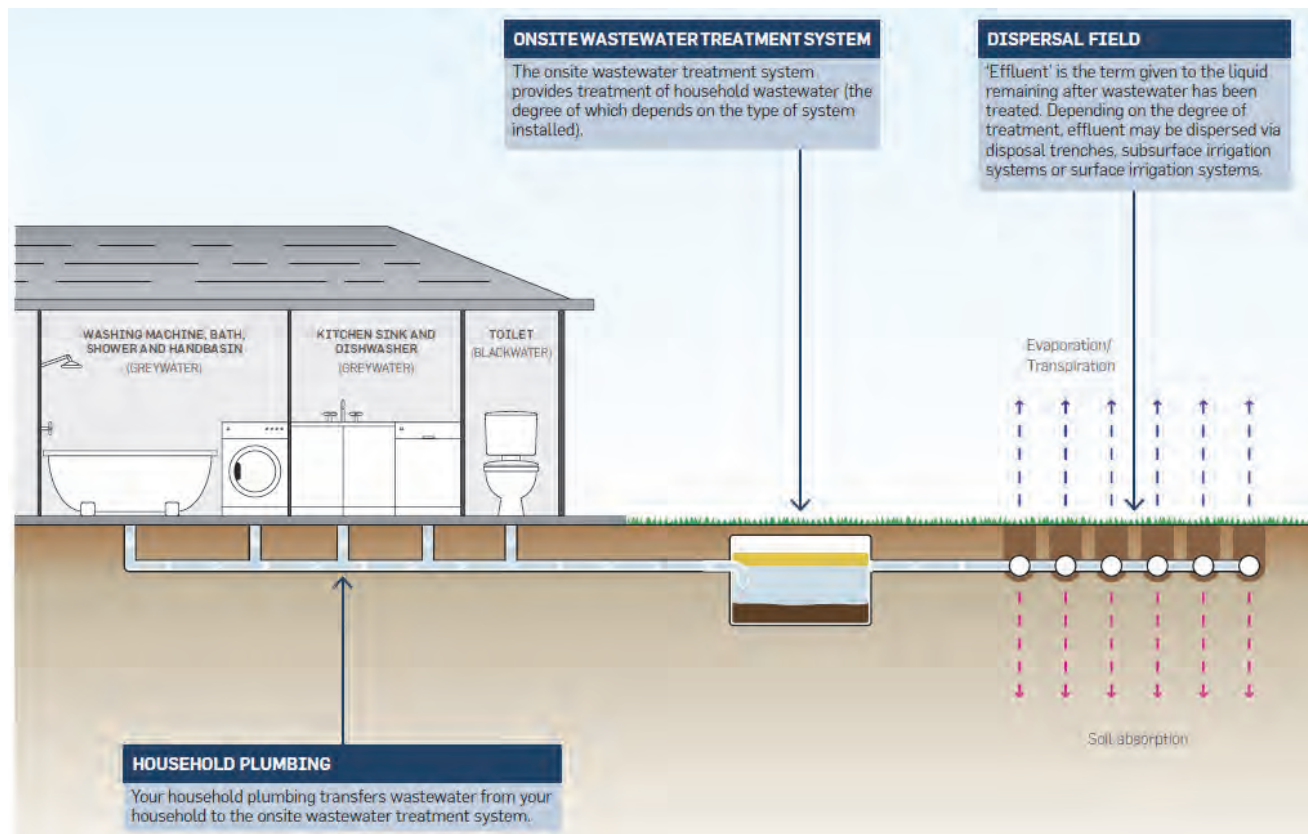 ONSITE WASTEWATER TREATMENT SYSTEM
The onsite wastewater treatment system
provides treatment of household wastewater (the
degree of which depends on the type of system
installed).
DISPERSAL FIELD
'Effluent' is the term given to the liquid
remaining after wastewater has been
treated. Depending on the degree of
treatment, effluent may be dispersed via
disposal trenches, subsurface irrigation
systems or surface irrigation systems.
WASHING MACHINE, BATH,
SHOWER AND HANDBASIN
(GREYWATER)
KITCHEN SINK AND
DISHWASHER
(GREYWATER)
TOILET
(BLACKWATER)
Evaporation/
Transpiration
Soil absorption
HOUSEHOLD PLUMBING
Your household plumbing transfers wastewater from your
household to the onsite wastewater treatment system.